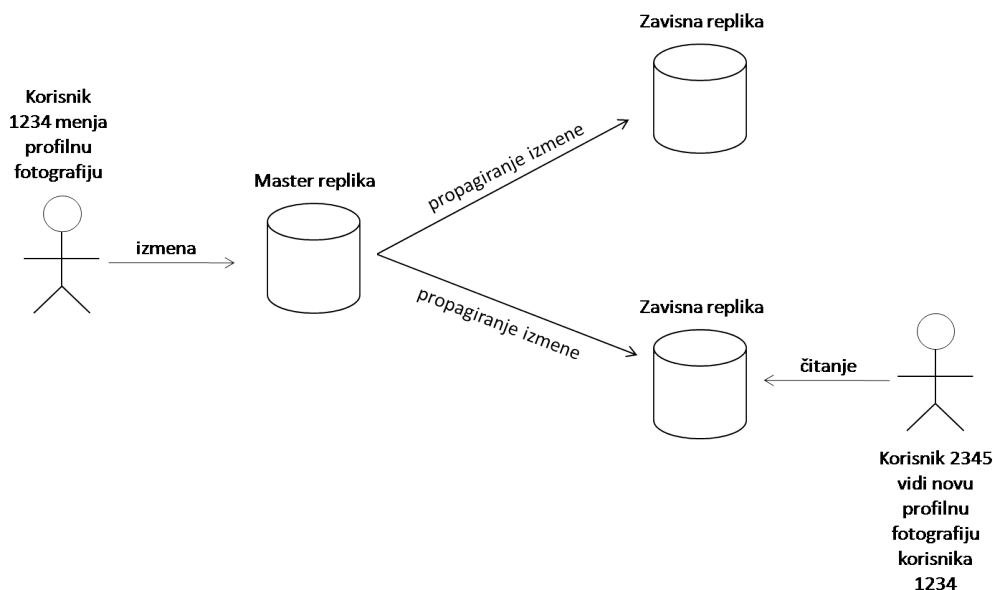 Zavisna replika
Korisnik
1234 menja
profilnu
fotografiju
Master replika
propagiranje izmene
izmena
propagiranje izmene
Zavisna replika
čitanje
Korisnik 2345
vidi novu
profilnu
fotografiju
korisnika
1234